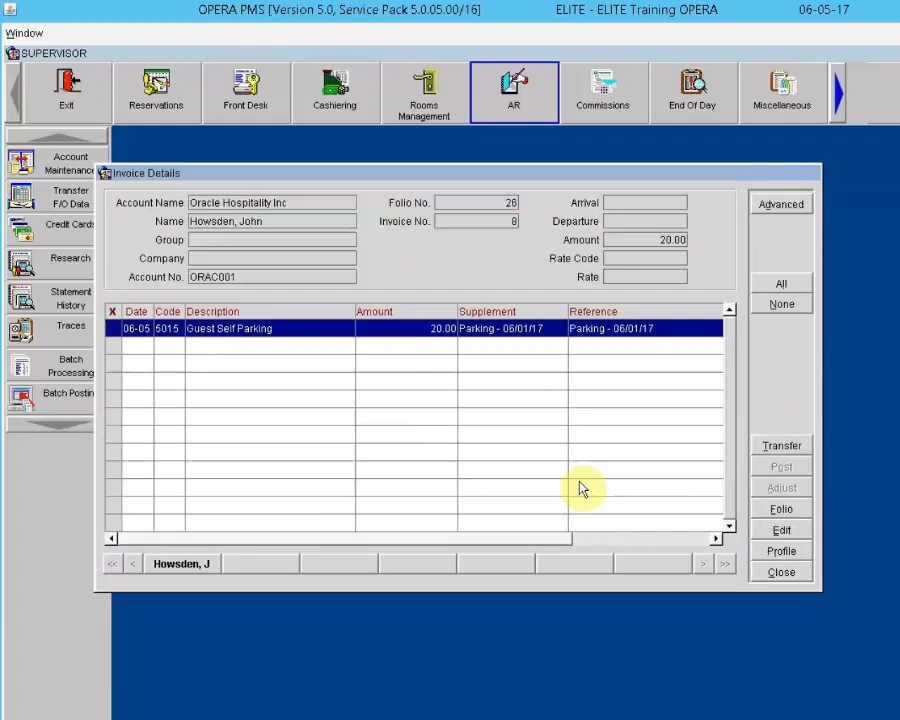 OPERA PMS [Version 5.0, Service Pack 5.0.05.00/16] ELITE - ELITE Training OPERA 06-05-17
Window
SUPERVISOR
Exit Reservations Front Desk Cashiering Rooms Management AR Commissions End Of Day Miscellaneous
Account Maintenance
Transfer F/O Data
Credit Cards
Research
Statement History
Traces
Batch Processing
Batch Postin
Invoice Details
Account Name Oracle Hospitality Inc Folio No. 26 Arrival
Name Howsden, John Invoice No. 8 Departure
Group Amount 20.00
Company Rate Code
Account No. ORAC001 Rate
X Date Code Description Amount Supplement Reference
06-05 5015 Guest Self Parking 20.00 Parking - 06/01/17 Parking - 06/01/17
<< < Howsden, J > >>
Advanced
All
None
Transfer
Post
Adjust
Folio
Edit
Profile
Close